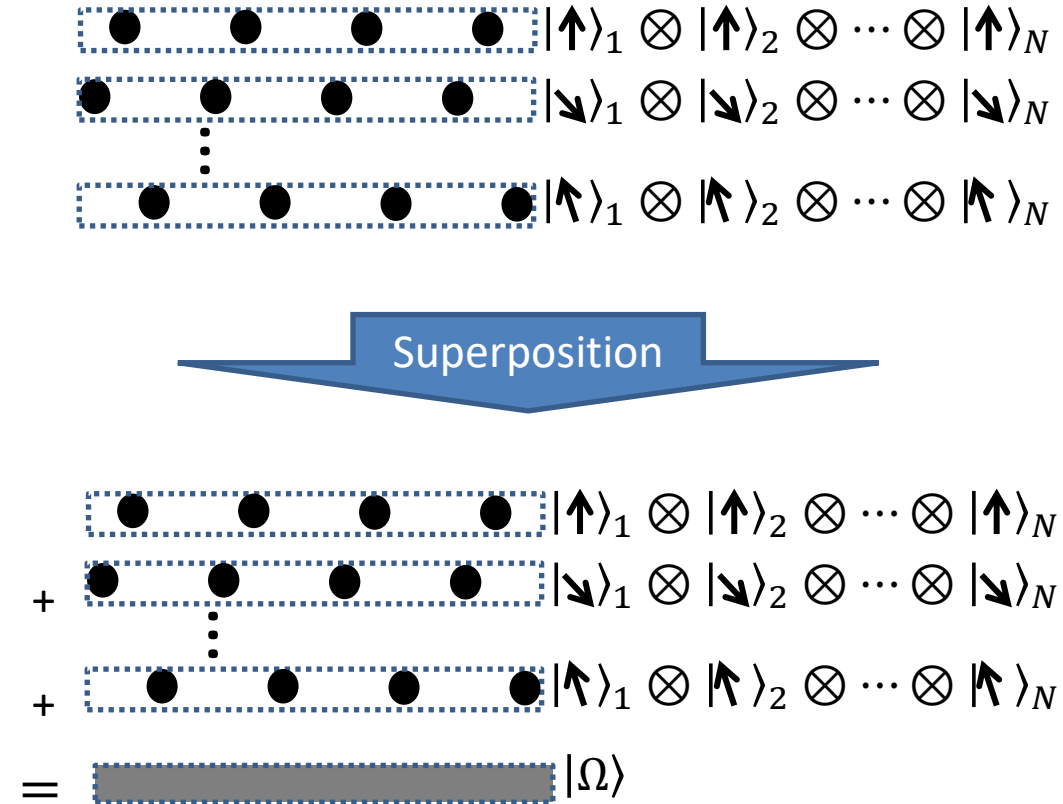 |↑⟩₁ ⊗ |↑⟩₂ ⊗ ⋯ ⊗ |↑⟩_N
|↘⟩₁ ⊗ |↘⟩₂ ⊗ ⋯ ⊗ |↘⟩_N
|↖⟩₁ ⊗ |↖⟩₂ ⊗ ⋯ ⊗ |↖⟩_N
Superposition
|↑⟩₁ ⊗ |↑⟩₂ ⊗ ⋯ ⊗ |↑⟩_N
+ |↘⟩₁ ⊗ |↘⟩₂ ⊗ ⋯ ⊗ |↘⟩_N
+ |↖⟩₁ ⊗ |↖⟩₂ ⊗ ⋯ ⊗ |↖⟩_N
= |Ω⟩